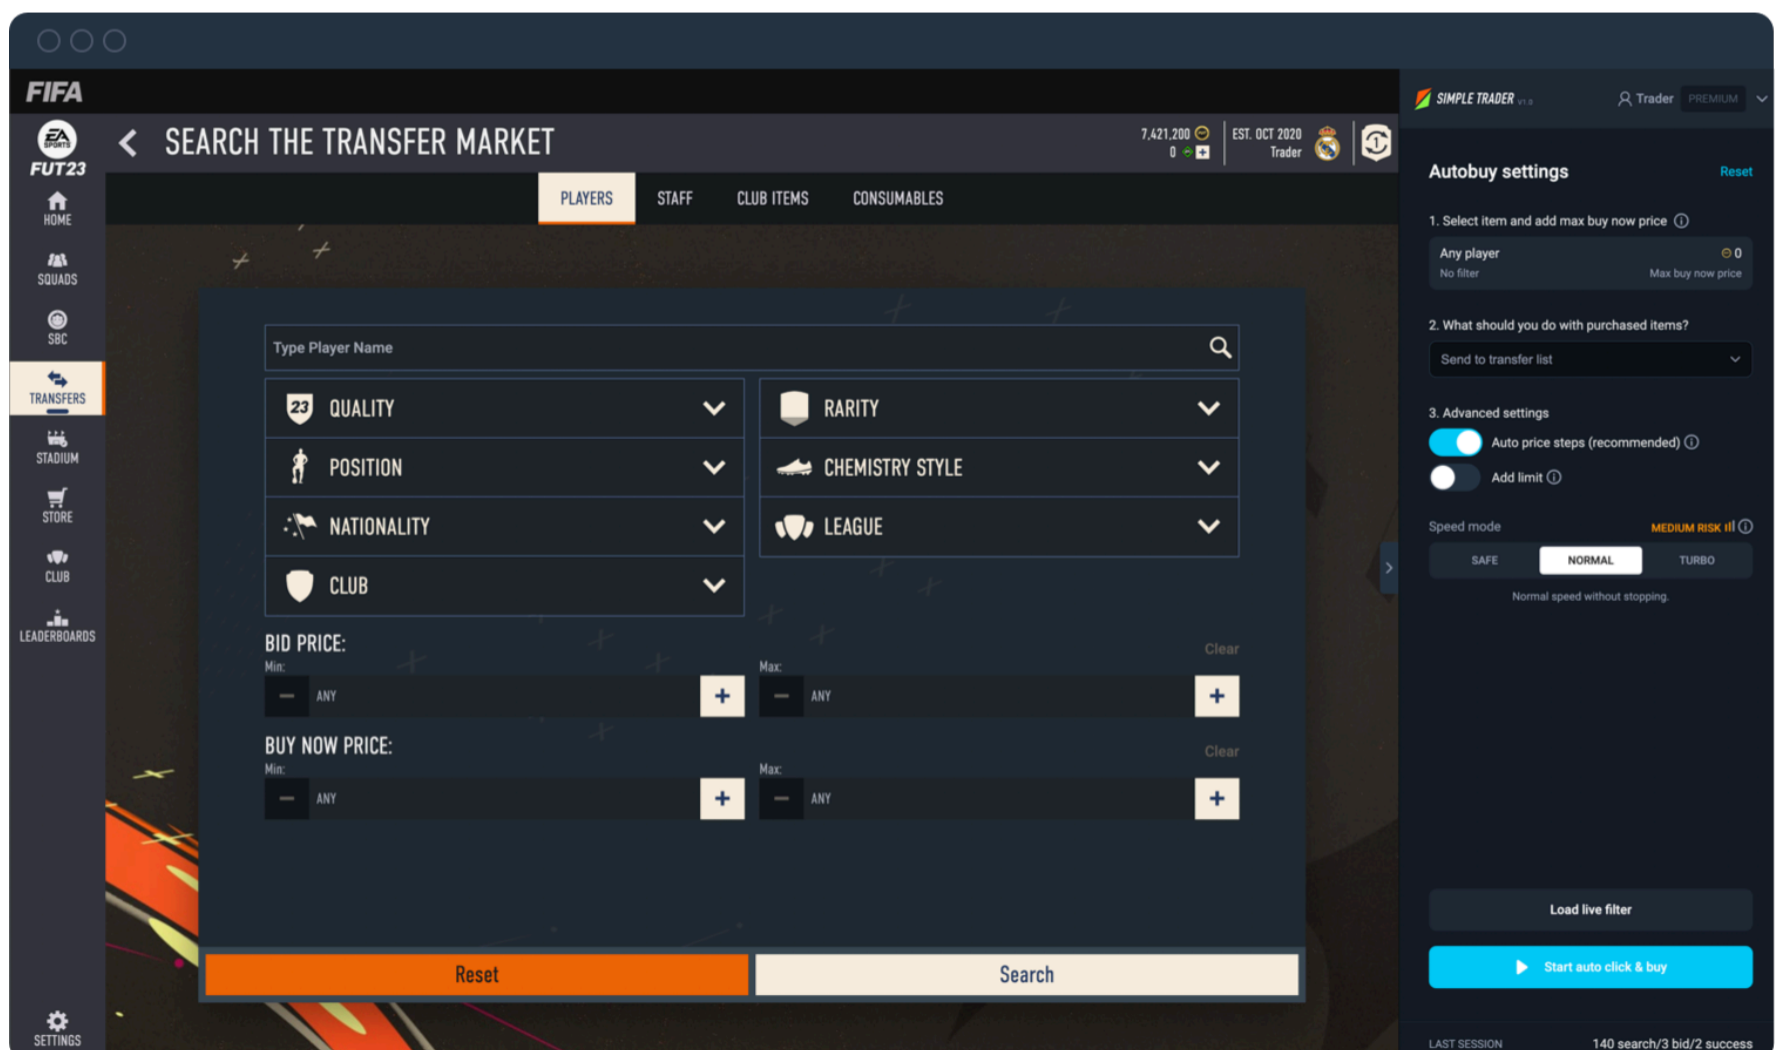 FIFA
EA SPORTS
FUT23
HOME
SQUADS
SBC
TRANSFERS
STADIUM
STORE
CLUB
LEADERBOARDS
SETTINGS
SEARCH THE TRANSFER MARKET
7,421,200
0
EST. OCT 2020
Trader
1
PLAYERS STAFF CLUB ITEMS CONSUMABLES
Type Player Name
23 QUALITY
RARITY
POSITION
CHEMISTRY STYLE
NATIONALITY
LEAGUE
CLUB
BID PRICE:
Clear
Min:
Max:
ANY
ANY
BUY NOW PRICE:
Clear
Min:
Max:
ANY
ANY
Reset
Search
SIMPLE TRADER V1.0
Trader PREMIUM
Autobuy settings
Reset
1. Select item and add max buy now price
Any player 0
No filter Max buy now price
2. What should you do with purchased items?
Send to transfer list
3. Advanced settings
Auto price steps (recommended)
Add limit
Speed mode MEDIUM RISK
SAFE NORMAL TURBO
Normal speed without stopping.
Load live filter
Start auto click & buy
LAST SESSION 140 search/3 bid/2 success